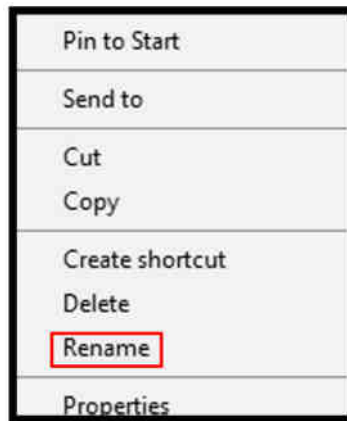 Pin to Start
Send to
Cut
Copy
Create shortcut
Delete
Rename
Properties